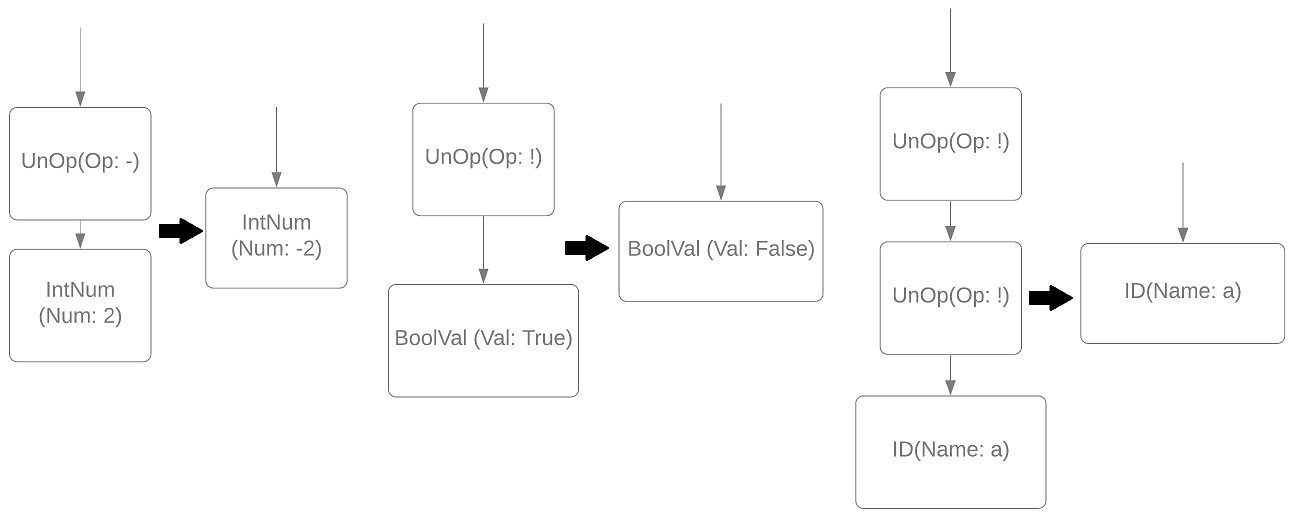 UnOp(Op: -)
IntNum
(Num: 2)
IntNum
(Num: -2)
UnOp(Op: !)
BoolVal (Val: True)
BoolVal (Val: False)
UnOp(Op: !)
UnOp(Op: !)
ID(Name: a)
ID(Name: a)